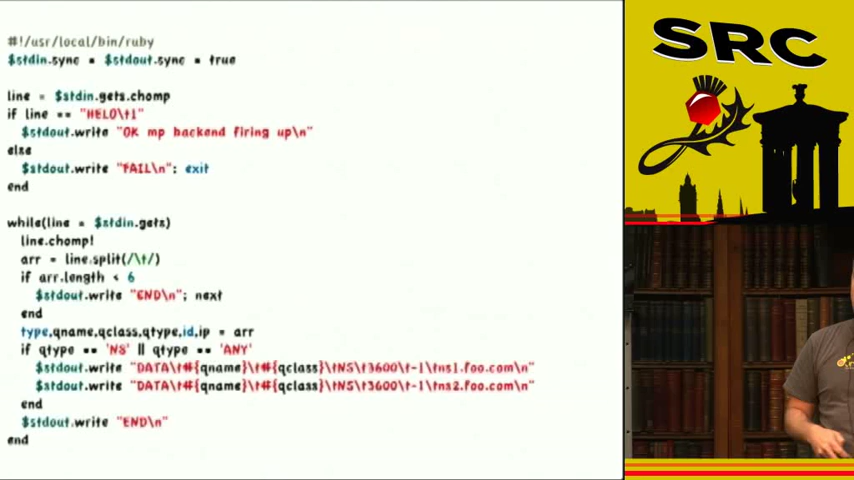 #!/usr/local/bin/ruby
$stdin.sync = $stdout.sync = true
line = $stdin.gets.chomp
if line == "HELO\t1"
$stdout.write "OK mp backend firing up\n"
else
$stdout.write "FAIL\n"; exit
end
while(line = $stdin.gets)
line.chomp!
arr = line.split(/\t/)
if arr.length < 6
$stdout.write "END\n"; next
end
type,qname,qclass,qtype,id,ip = arr
if qtype == 'NS' || qtype == 'ANY'
$stdout.write "DATA\t#{qname}\t#{qclass}\tNS\t3600\t-1\tns1.foo.com\n"
$stdout.write "DATA\t#{qname}\t#{qclass}\tNS\t3600\t-1\tns2.foo.com\n"
end
$stdout.write "END\n"
end
SRC